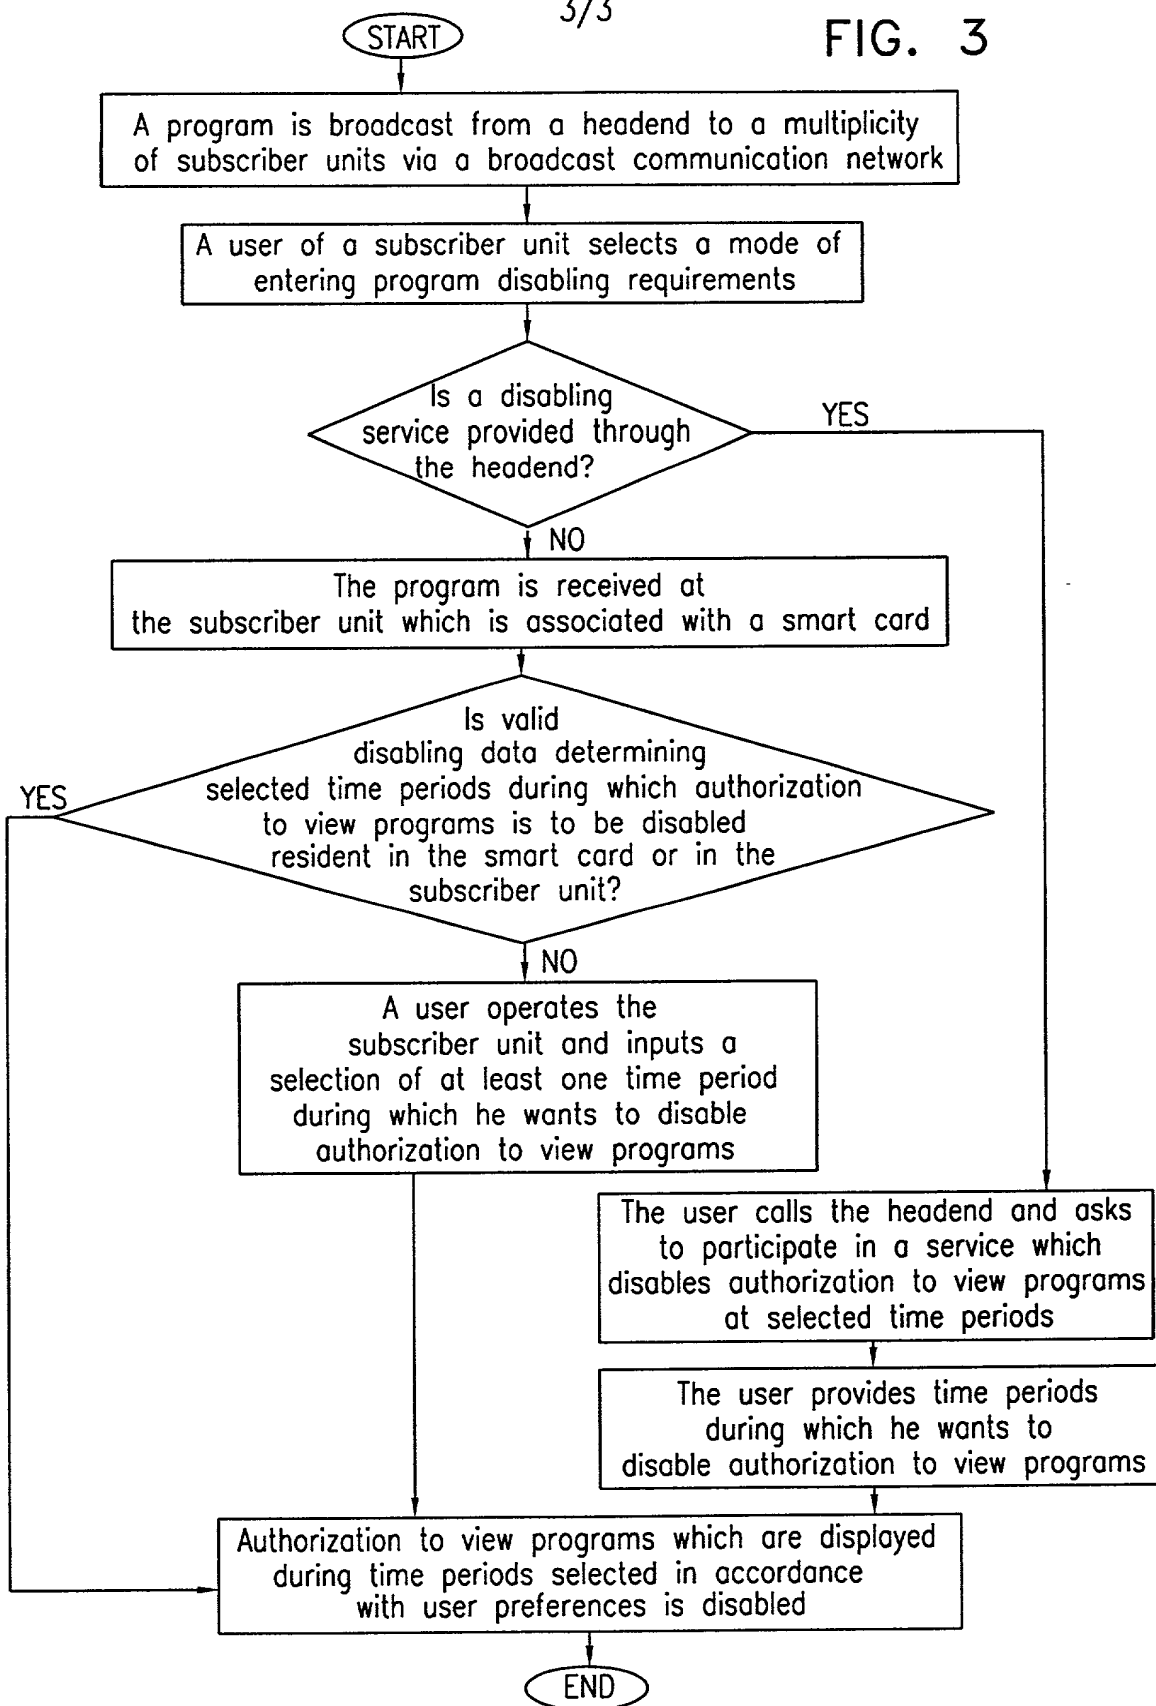 3/3
FIG. 3
START
A program is broadcast from a headend to a multiplicity
of subscriber units via a broadcast communication network
A user of a subscriber unit selects a mode of
entering program disabling requirements
Is a disabling
service provided through
the headend?
YES
NO
The program is received at
the subscriber unit which is associated with a smart card
Is valid
disabling data determining
selected time periods during which authorization
to view programs is to be disabled
resident in the smart card or in the
subscriber unit?
YES
NO
A user operates the
subscriber unit and inputs a
selection of at least one time period
during which he wants to disable
authorization to view programs
The user calls the headend and asks
to participate in a service which
disables authorization to view programs
at selected time periods
The user provides time periods
during which he wants to
disable authorization to view programs
Authorization to view programs which are displayed
during time periods selected in accordance
with user preferences is disabled
END